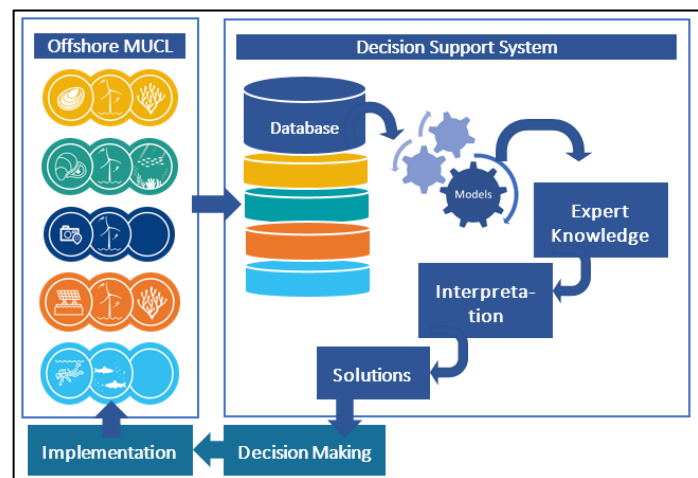 Offshore MUCL
Decision Support System
Database
Models
Expert
Knowledge
Interpreta-
tion
Solutions
Implementation
Decision Making